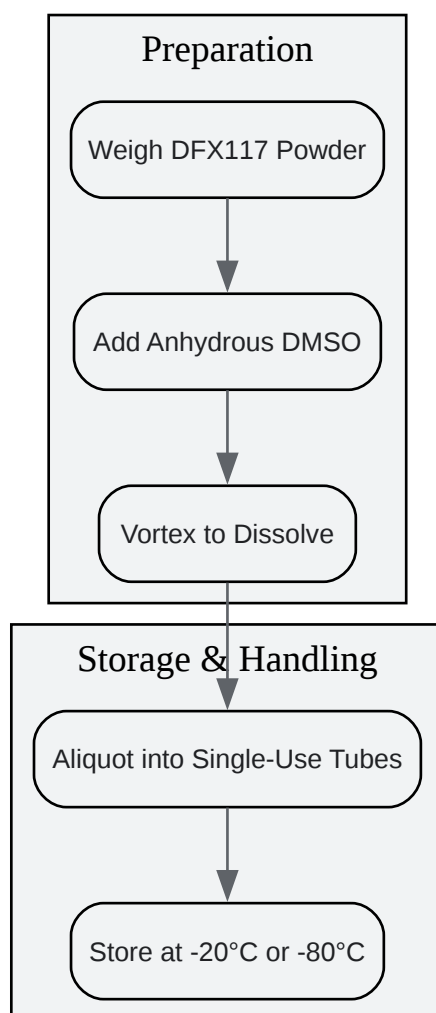 Preparation
Weigh DFX117 Powder
Add Anhydrous DMSO
Vortex to Dissolve
Storage & Handling
Aliquot into Single-Use Tubes
Store at -20°C or -80°C